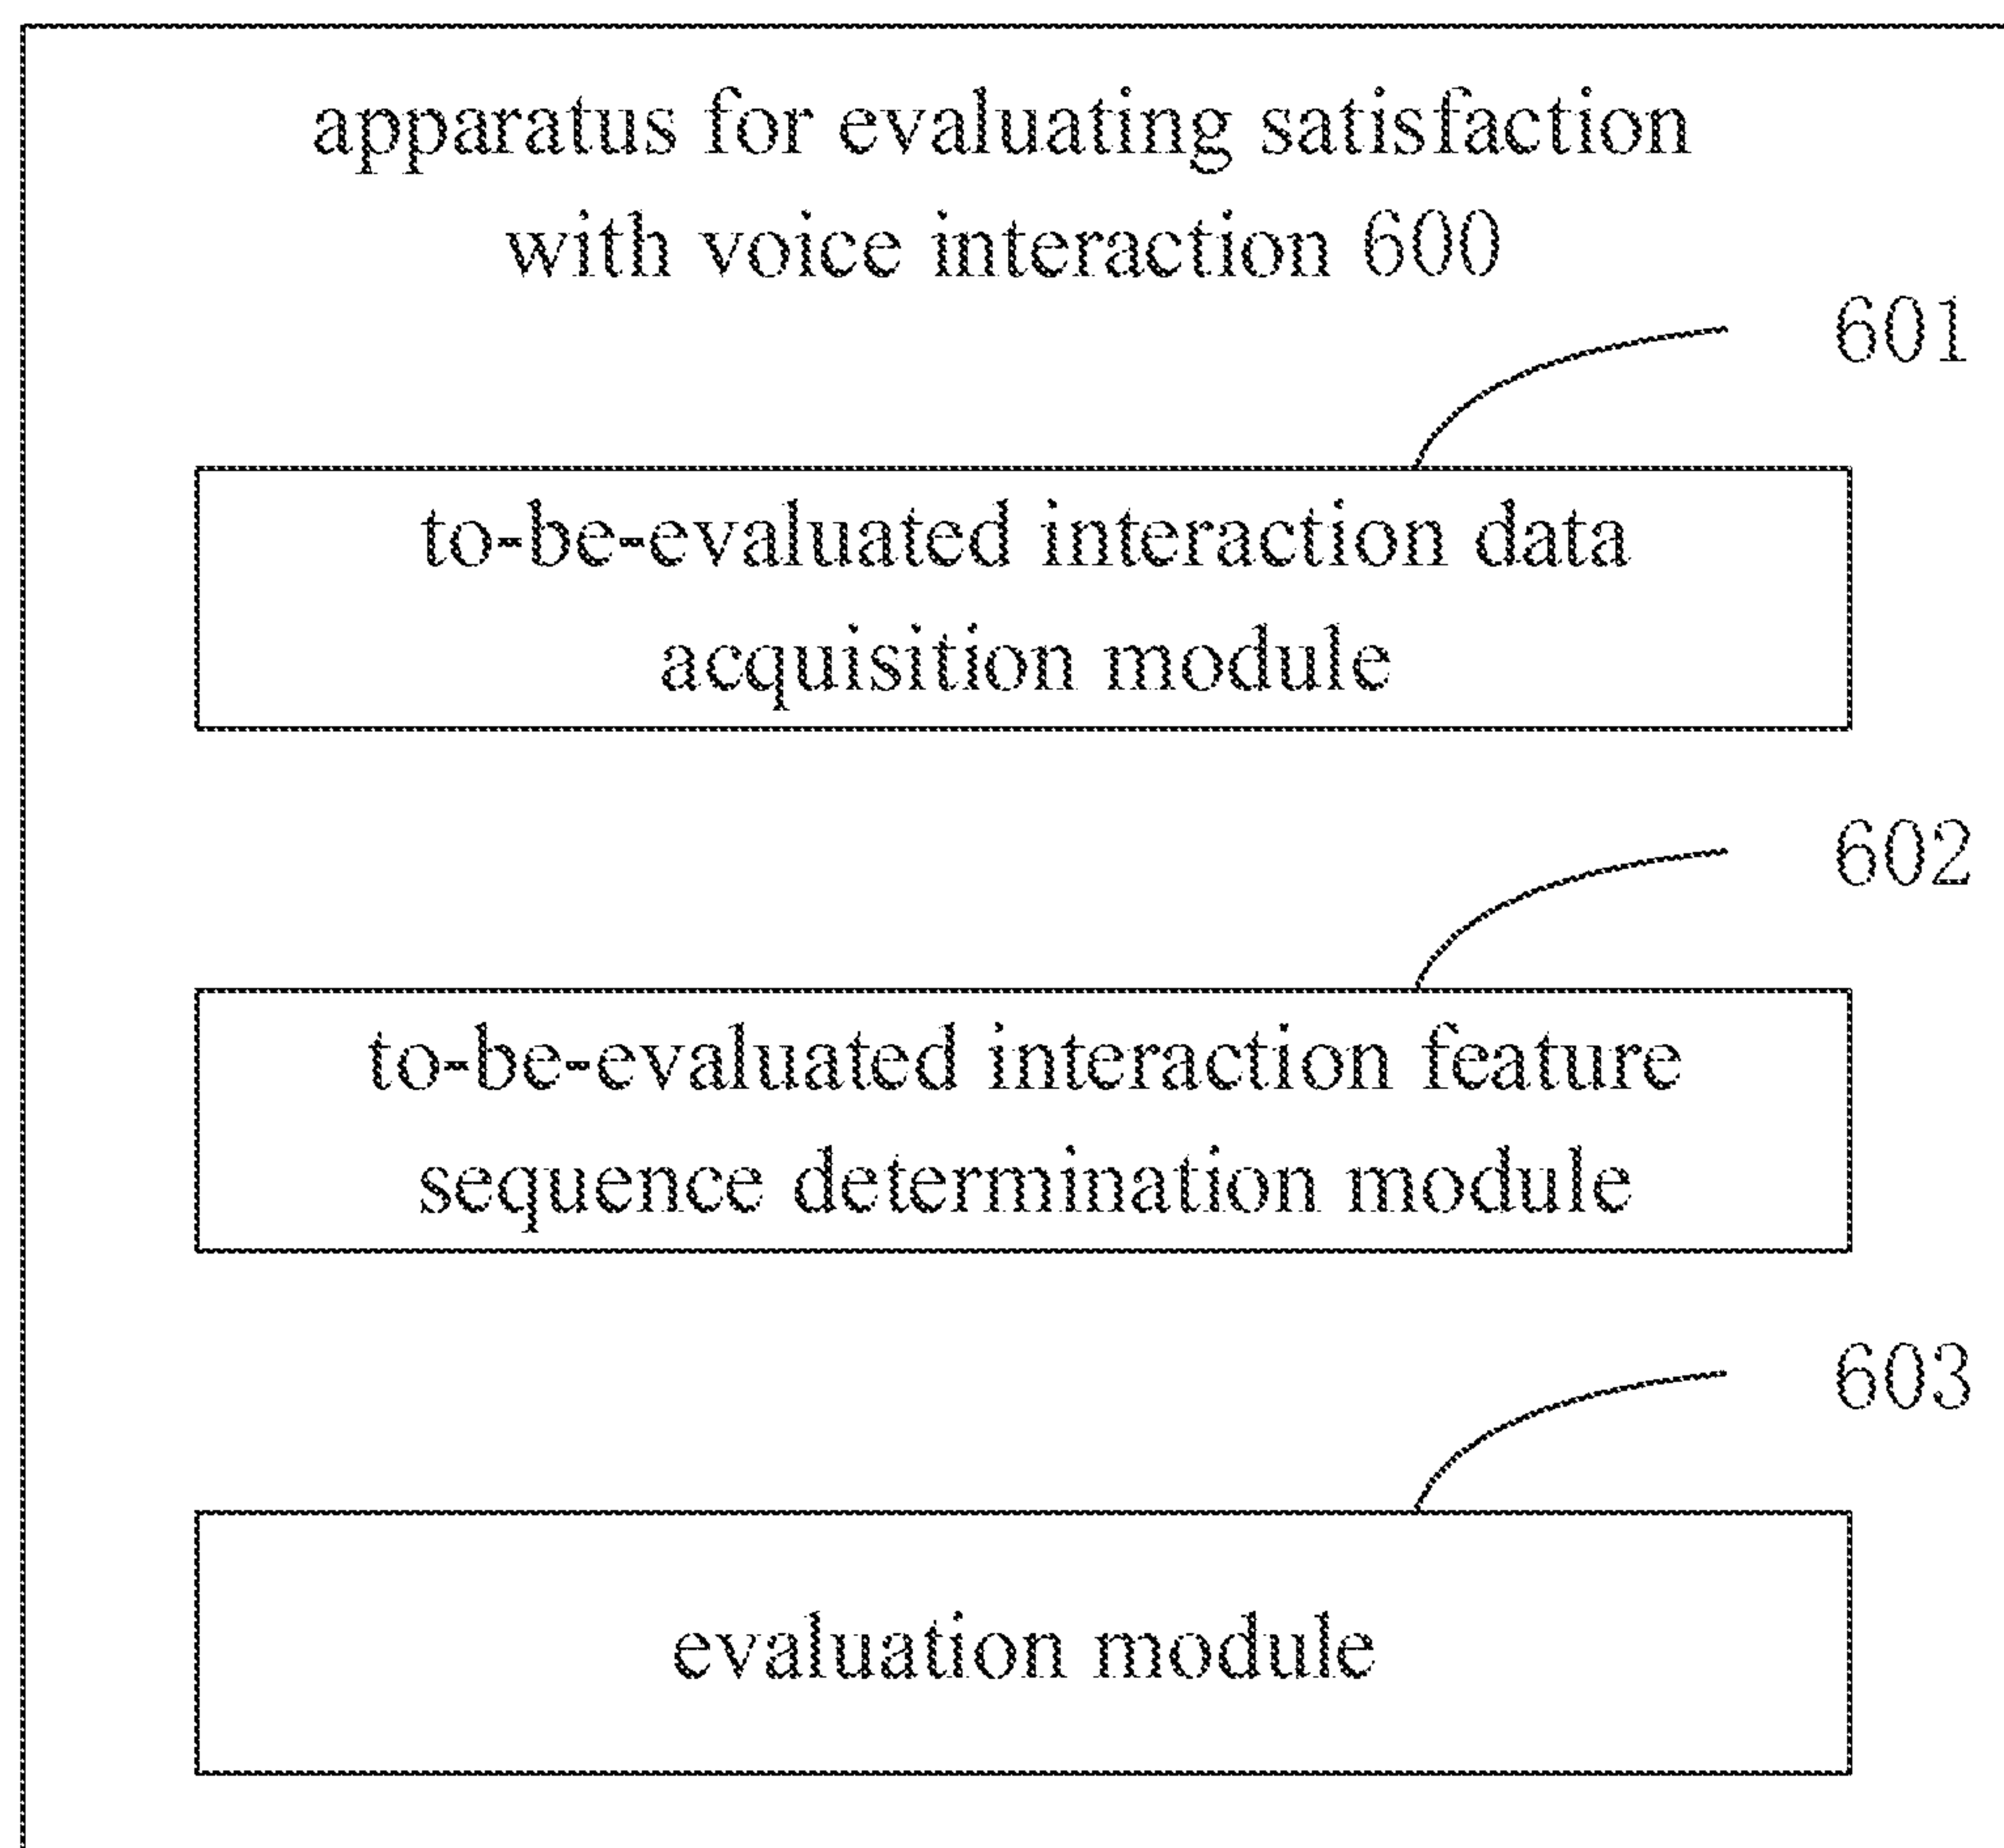 apparatus for evaluating satisfaction
with voice interaction 600
601
to-be-evaluated interaction data
acquisition module
602
to-be-evaluated interaction feature
sequence determination module
603
evaluation module